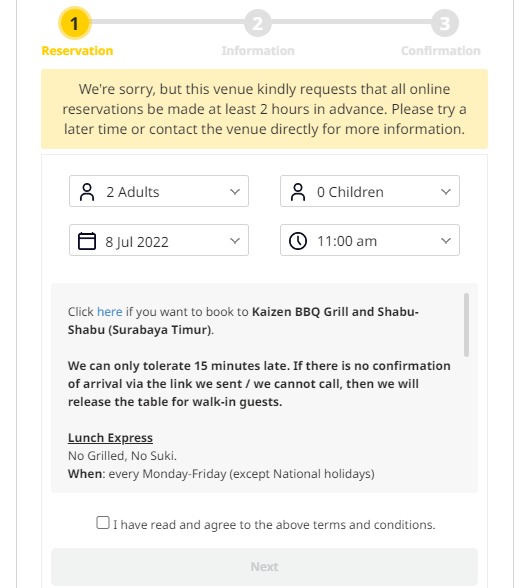 1 2 3
Reservation Information Confirmation
We're sorry, but this venue kindly requests that all online
reservations be made at least 2 hours in advance. Please try a
later time or contact the venue directly for more information.
2 Adults 0 Children
8 Jul 2022 11:00 am
Click here if you want to book to Kaizen BBQ Grill and Shabu-
Shabu (Surabaya Timur).
We can only tolerate 15 minutes late. If there is no confirmation
of arrival via the link we sent / we cannot call, then we will
release the table for walk-in guests.
Lunch Express
No Grilled, No Suki.
When: every Monday-Friday (except National holidays)
I have read and agree to the above terms and conditions.
Next